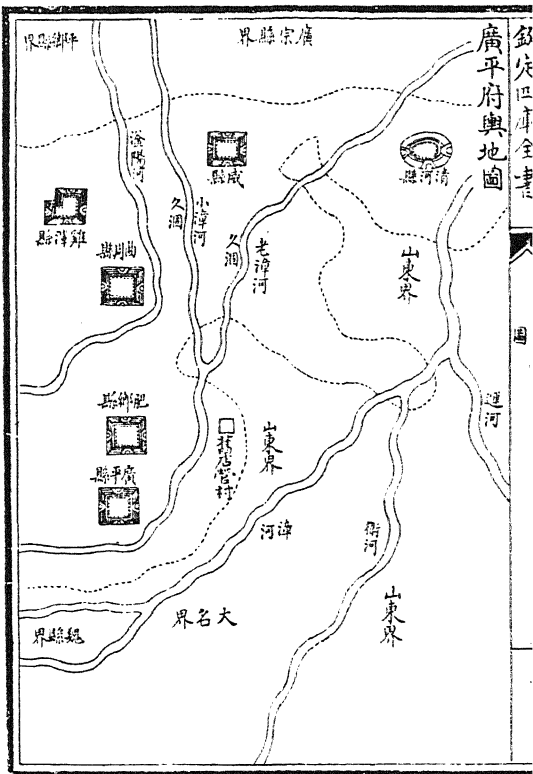 欽定四庫全書
圖
廣平府輿地圖
廣宗縣界
平鄉縣界
清河縣
威縣
滏陽河
小漳河
久涸
老漳河
久涸
雞澤縣
曲周縣
山東界
運河
肥鄉縣
廣平縣
山東界
店營村
漳河
衛河
山東界
大名界
魏縣界